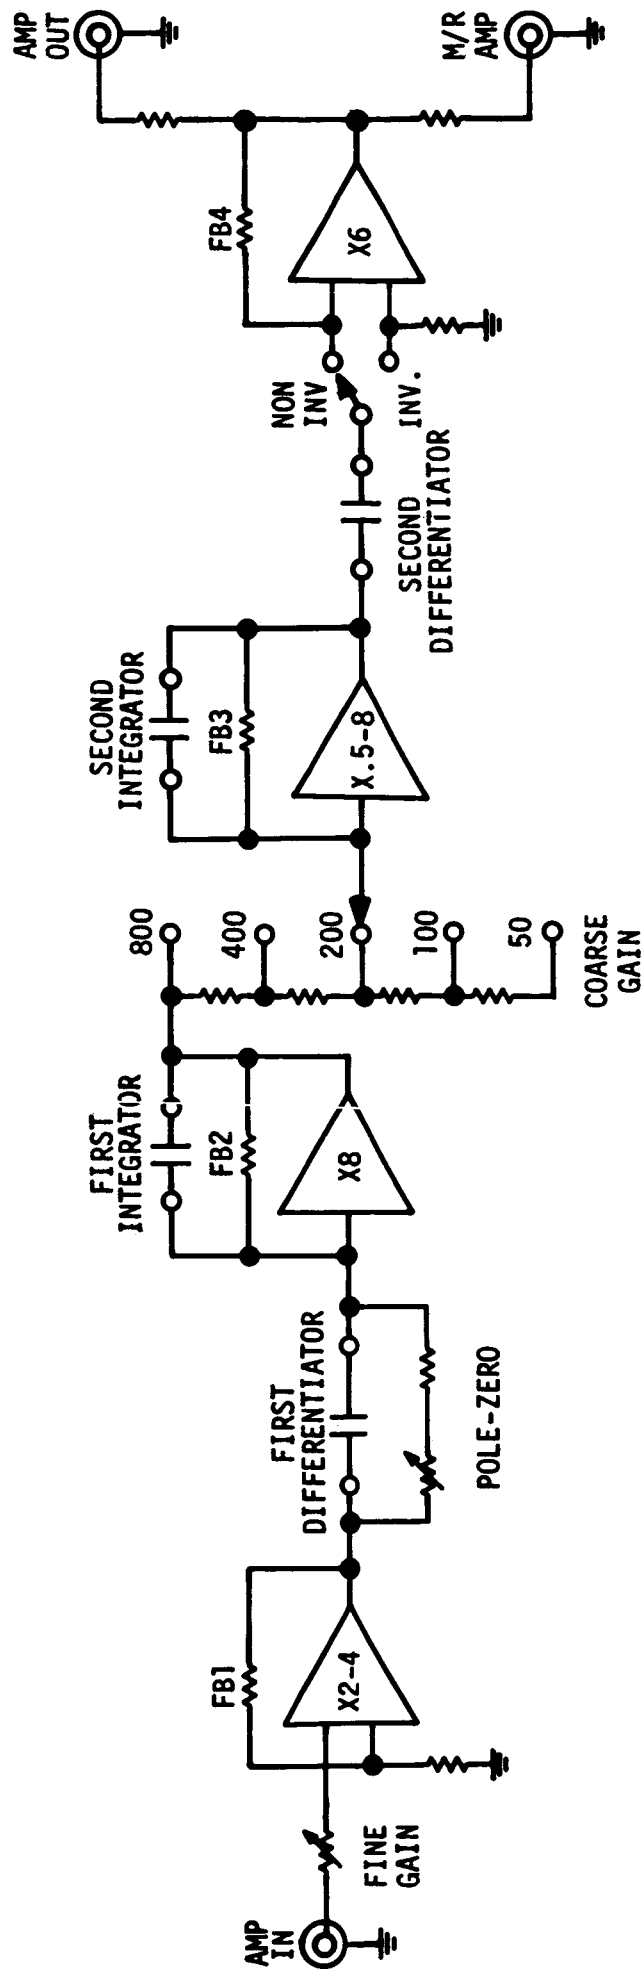 AMP
IN
FINE
GAIN
FB1
X2-4
FIRST
DIFFERENTIATOR
POLE-ZERO
FIRST
INTEGRATOR
FB2
X8
800
400
200
100
50
COARSE
GAIN
SECOND
INTEGRATOR
FB3
X.5-8
SECOND
DIFFERENTIATOR
NON
INV
INV.
FB4
X6
AMP
OUT
M/R
AMP